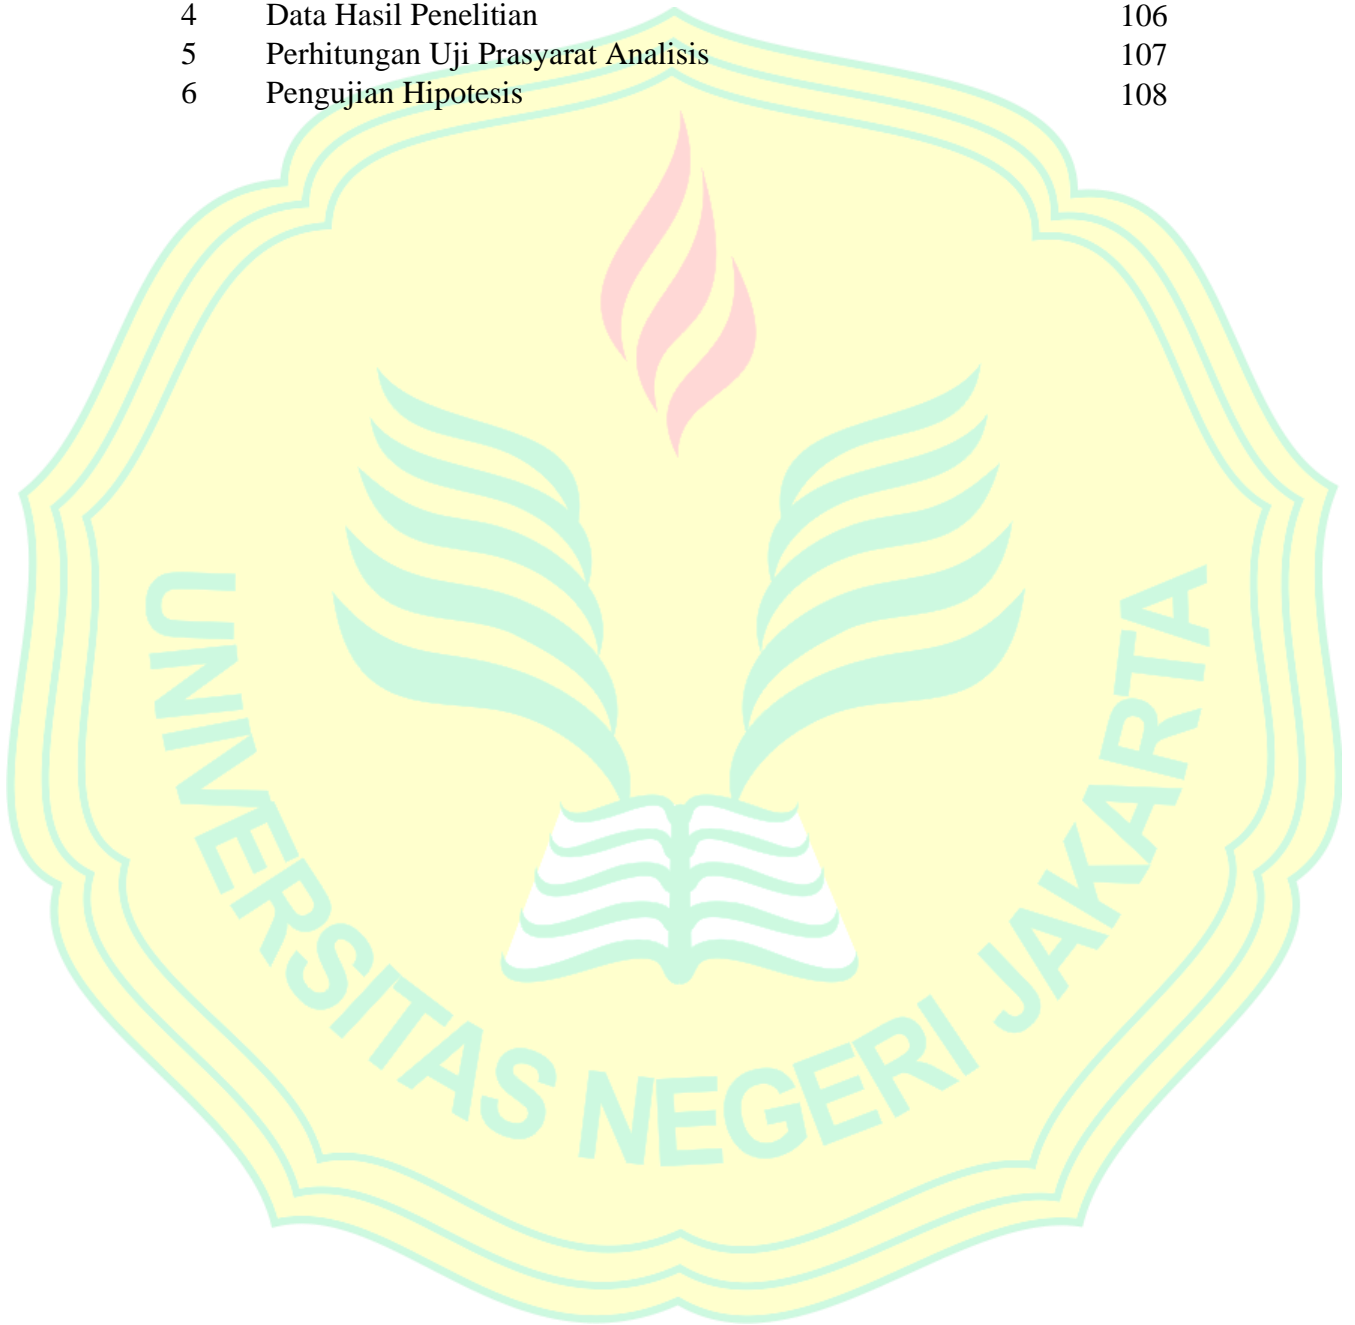 4 Data Hasil Penelitian 106
5 Perhitungan Uji Prasyarat Analisis 107
6 Pengujian Hipotesis 108
UNIVERSITAS NEGERI JAKARTA